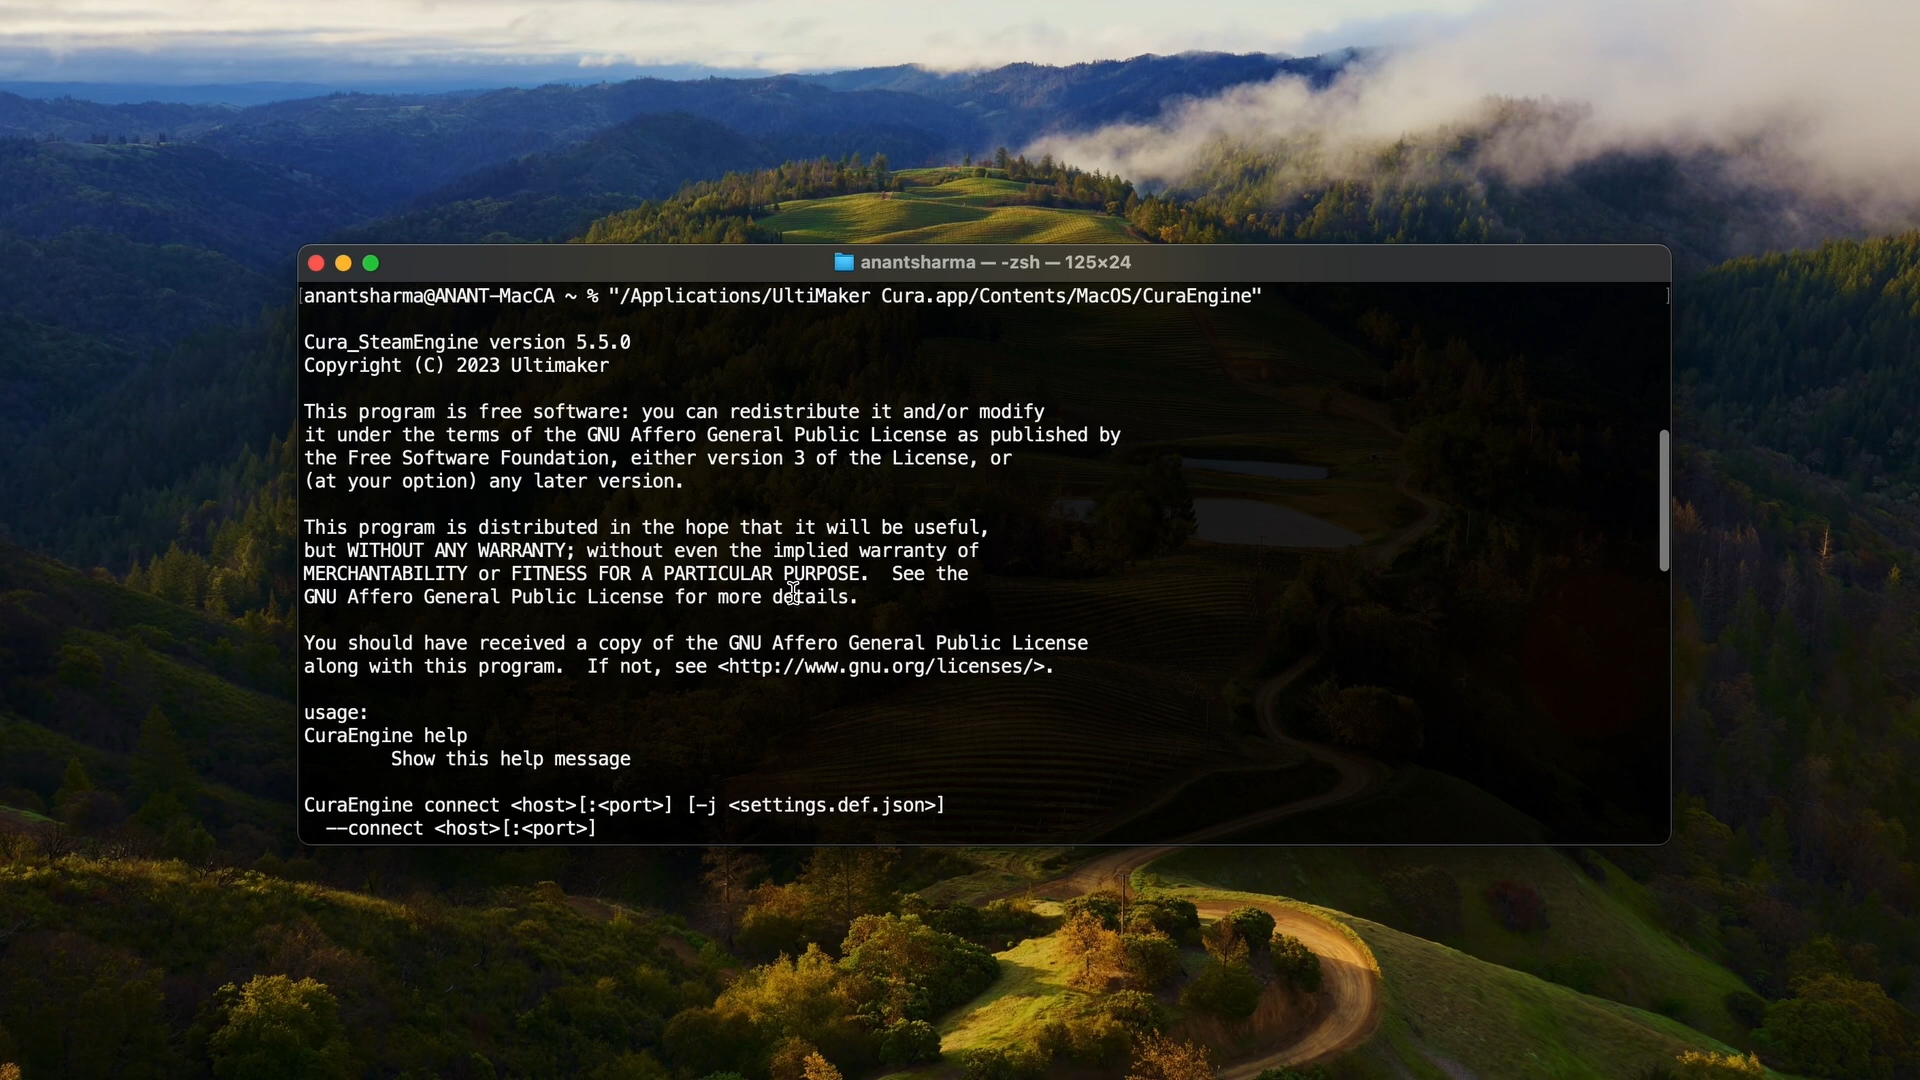 anantsharma — -zsh — 125×24
[anantsharma@ANANT-MacCA ~ % "/Applications/UltiMaker Cura.app/Contents/MacOS/CuraEngine" ]
Cura_SteamEngine version 5.5.0
Copyright (C) 2023 Ultimaker
This program is free software: you can redistribute it and/or modify
it under the terms of the GNU Affero General Public License as published by
the Free Software Foundation, either version 3 of the License, or
(at your option) any later version.
This program is distributed in the hope that it will be useful,
but WITHOUT ANY WARRANTY; without even the implied warranty of
MERCHANTABILITY or FITNESS FOR A PARTICULAR PURPOSE.  See the
GNU Affero General Public License for more details.
You should have received a copy of the GNU Affero General Public License
along with this program.  If not, see <http://www.gnu.org/licenses/>.
usage:
CuraEngine help
Show this help message
CuraEngine connect <host>[:<port>] [-j <settings.def.json>]
--connect <host>[:<port>]